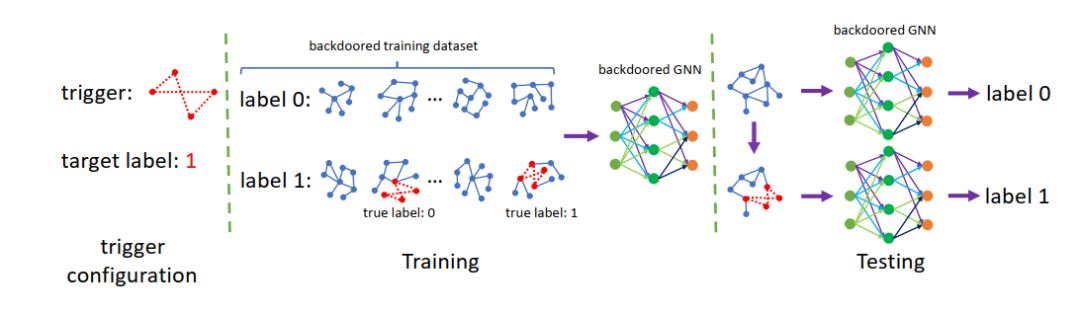 trigger:
target label: 1
trigger
configuration
backdoored training dataset
label 0:
...
label 1:
...
true label: 0
true label: 1
backdoored GNN
Training
backdoored GNN
label 0
label 1
Testing